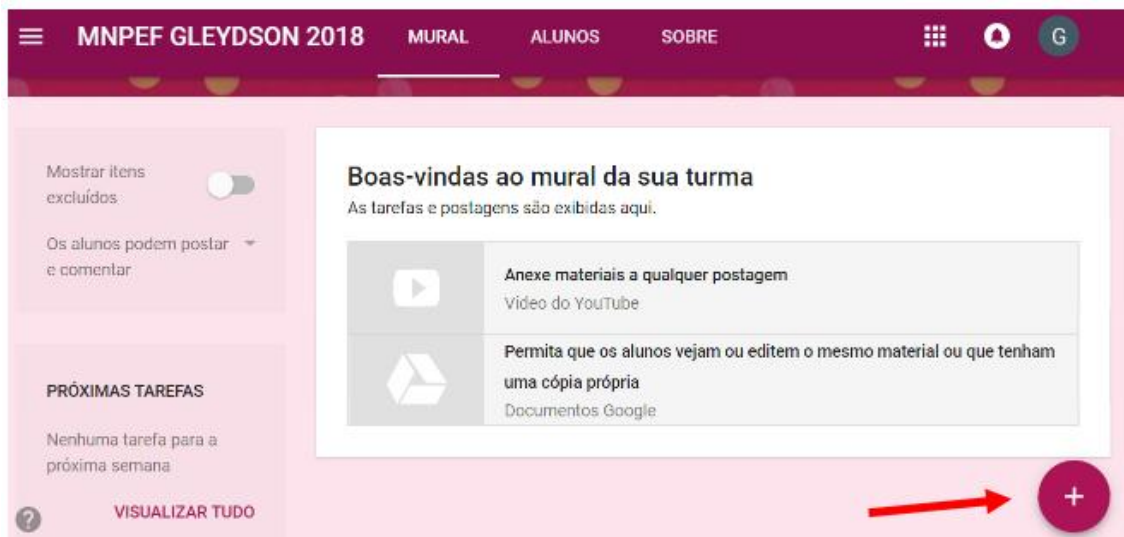 MNPEF GLEYDSON 2018 MURAL ALUNOS SOBRE G
Mostrar itens
excluídos
Os alunos podem postar
e comentar
PRÓXIMAS TAREFAS
Nenhuma tarefa para a
próxima semana
VISUALIZAR TUDO
?
Boas-vindas ao mural da sua turma
As tarefas e postagens são exibidas aqui.
Anexe materiais a qualquer postagem
Vídeo do YouTube
Permita que os alunos vejam ou editem o mesmo material ou que tenham
uma cópia própria
Documentos Google
+